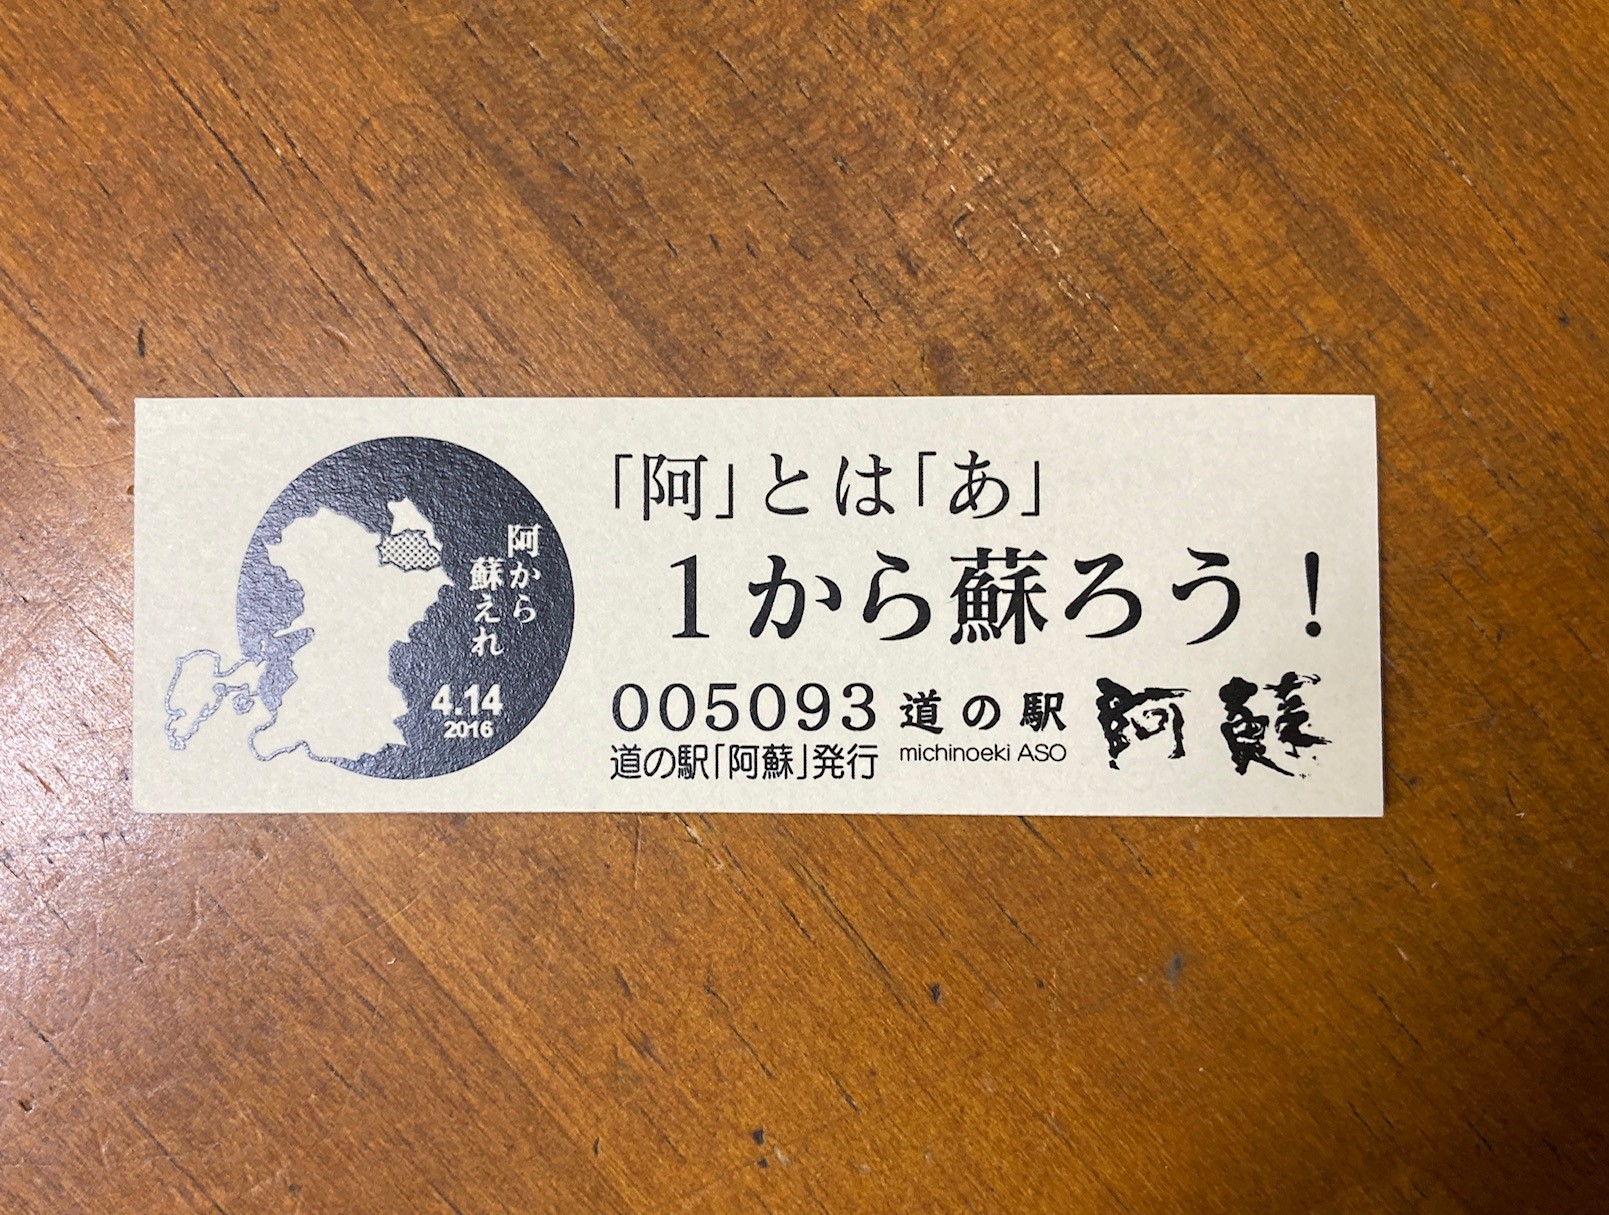 阿から
蘇えれ
4.14
2016
「阿」とは「あ」
1から蘇ろう!
005093
道の駅「阿蘇」発行
道の駅 阿蘇
michinoeki ASO